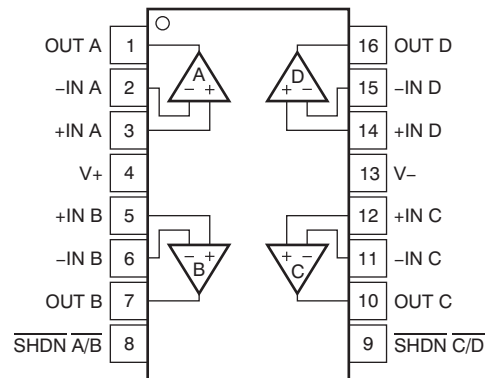 OUT A 1 16 OUT D
−IN A 2 A D 15 −IN D
− + + −
+IN A 3 14 +IN D
V+ 4 13 V−
+IN B 5 12 +IN C
− + + −
−IN B 6 B C 11 −IN C
OUT B 7 10 OUT C
SHDN A/B 8 9 SHDN C/D